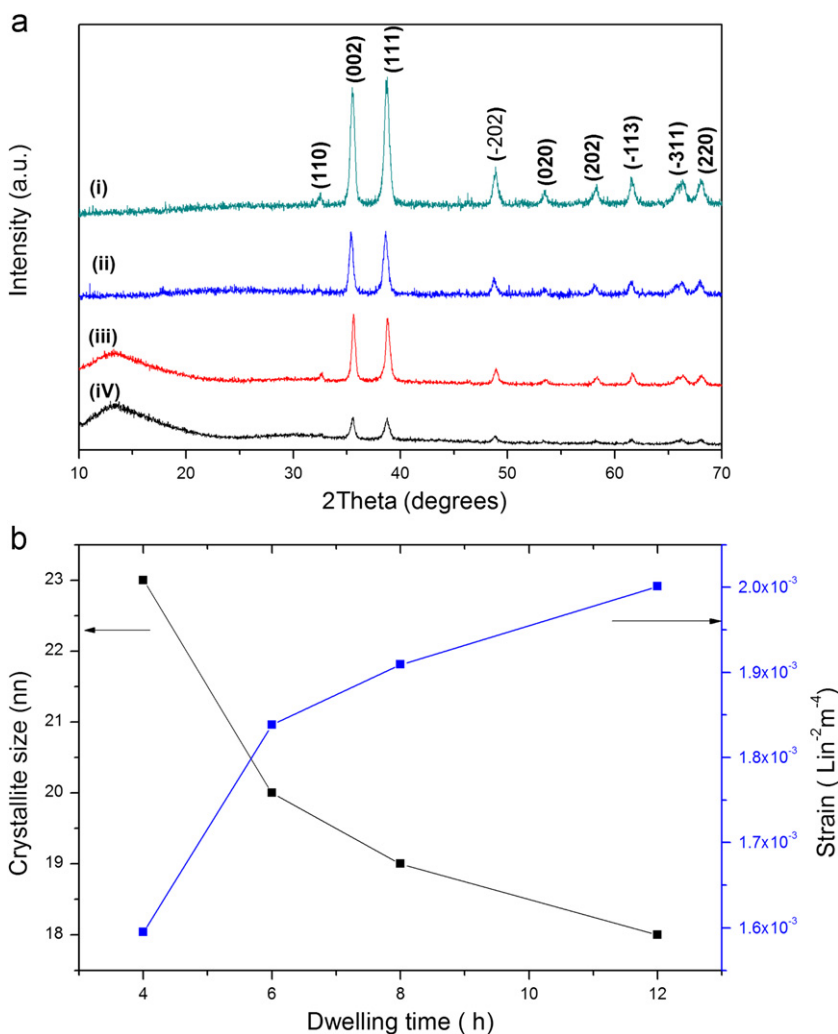 a
(002)
(111)
(110)
(-202)
(020)
(202)
(-113)
(-311)
(220)
(i)
(ii)
(iii)
(iV)
Intensity (a.u.)
10 20 30 40 50 60 70
2Theta (degrees)
b
23
22
21
20
19
18
Crystallite size (nn)
2.0x10-3
1.9x10-3
1.8x10-3
1.7x10-3
1.6x10-3
Strain ( Lin-2m-4)
4 6 8 10 12
Dwelling time ( h)